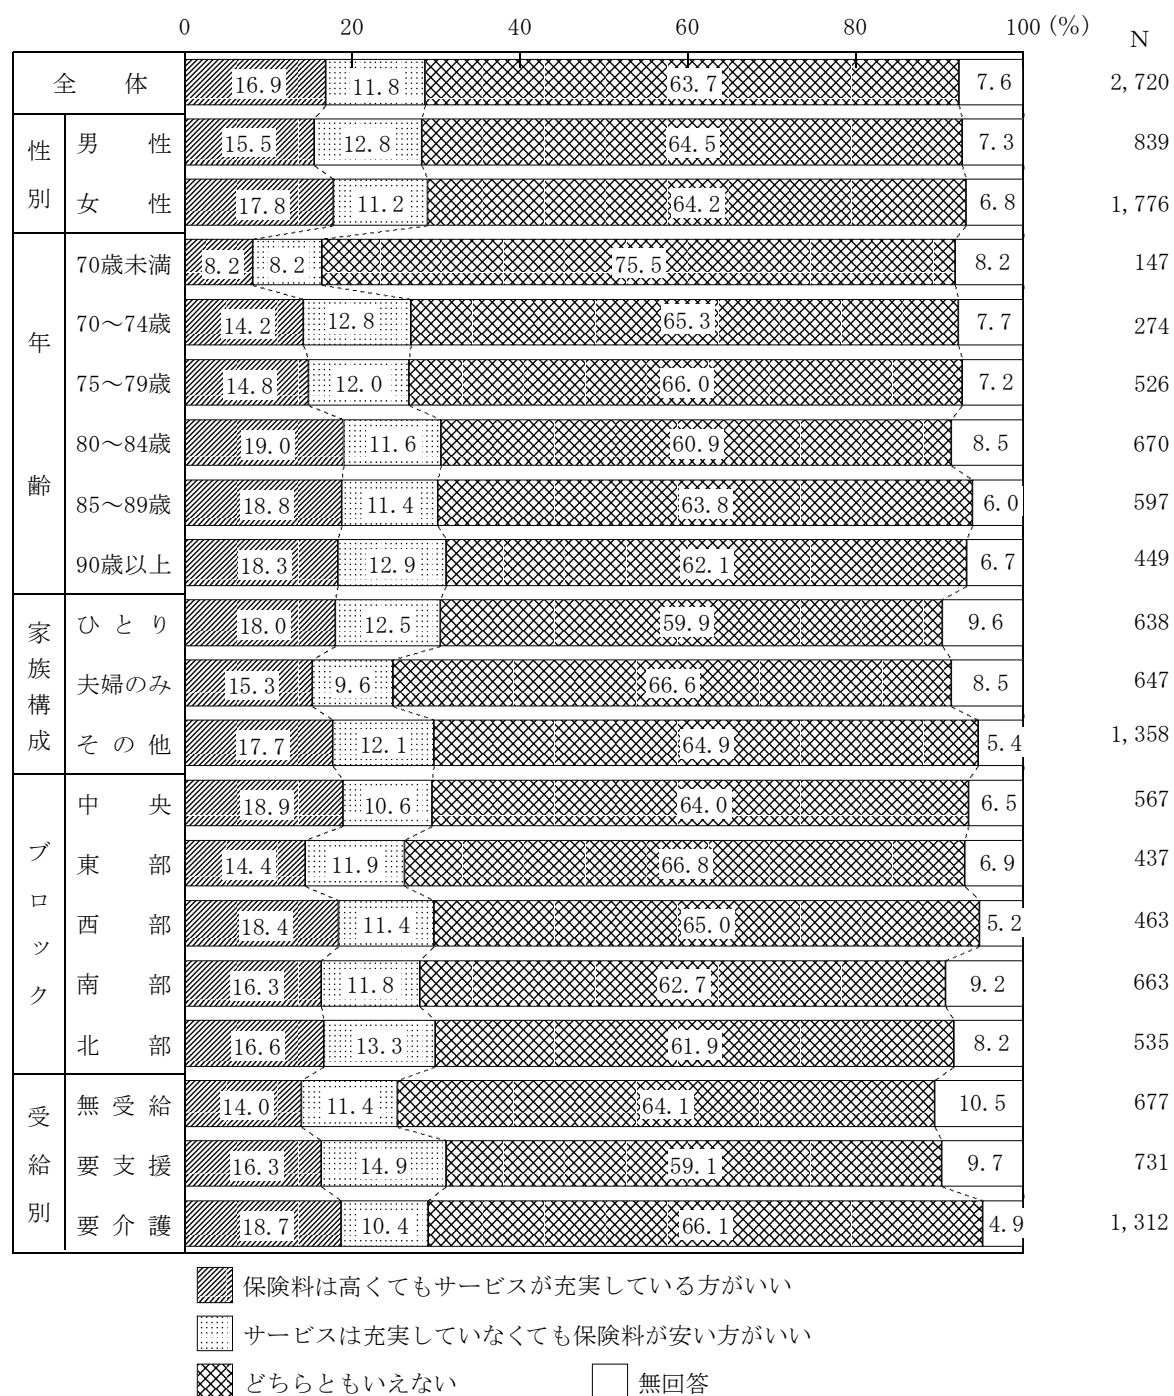 0 20 40 60 80 100 (%) N
全体 16.9 11.8 63.7 7.6 2,720
性別
男性 15.5 12.8 64.5 7.3 839
女性 17.8 11.2 64.2 6.8 1,776
年齢
70歳未満 8.2 8.2 75.5 8.2 147
70～74歳 14.2 12.8 65.3 7.7 274
75～79歳 14.8 12.0 66.0 7.2 526
80～84歳 19.0 11.6 60.9 8.5 670
85～89歳 18.8 11.4 63.8 6.0 597
90歳以上 18.3 12.9 62.1 6.7 449
家族構成
ひとり 18.0 12.5 59.9 9.6 638
夫婦のみ 15.3 9.6 66.6 8.5 647
その他 17.7 12.1 64.9 5.4 1,358
ブロック
中央 18.9 10.6 64.0 6.5 567
東部 14.4 11.9 66.8 6.9 437
西部 18.4 11.4 65.0 5.2 463
南部 16.3 11.8 62.7 9.2 663
北部 16.6 13.3 61.9 8.2 535
受給別
無受給 14.0 11.4 64.1 10.5 677
要支援 16.3 14.9 59.1 9.7 731
要介護 18.7 10.4 66.1 4.9 1,312
保険料は高くてもサービスが充実している方がいい
サービスは充実していなくても保険料が安い方がいい
どちらともいえない 無回答